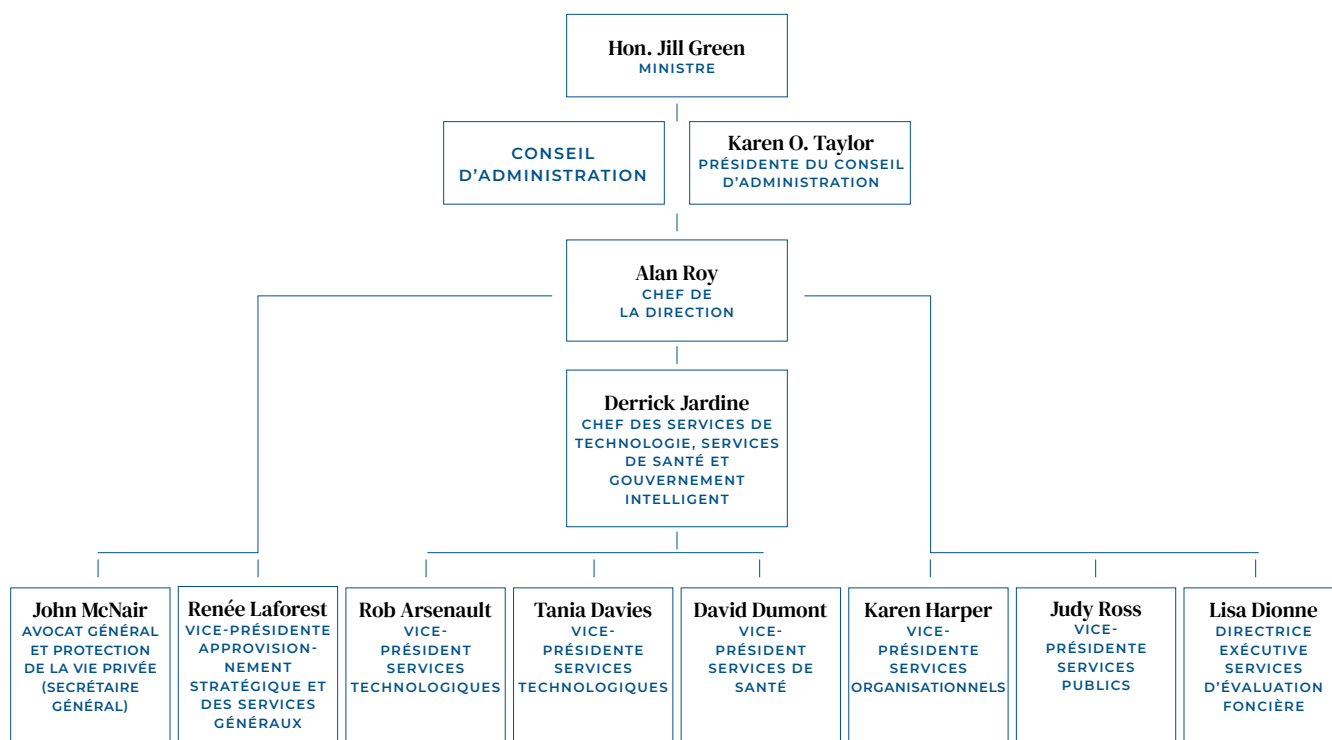 Hon. Jill Green
MINISTRE
CONSEIL
D’ADMINISTRATION
Karen O. Taylor
PRÉSIDENTE DU CONSEIL
D’ADMINISTRATION
Alan Roy
CHEF DE
LA DIRECTION
Derrick Jardine
CHEF DES SERVICES DE
TECHNOLOGIE, SERVICES
DE SANTÉ ET
GOUVERNEMENT
INTELLIGENT
John McNair
AVOCAT GÉNÉRAL
ET PROTECTION
DE LA VIE PRIVÉE
(SECRÉTAIRE
GÉNÉRAL)
Renée Laforest
VICE-PRÉSIDENTE
APPROVISION-
NEMENT
STRATÉGIQUE ET
DES SERVICES
GÉNÉRAUX
Rob Arsenault
VICE-
PRÉSIDENT
SERVICES
TECHNOLOGIQUES
Tania Davies
VICE-
PRÉSIDENTE
SERVICES
TECHNOLOGIQUES
David Dumont
VICE-
PRÉSIDENT
SERVICES DE
SANTÉ
Karen Harper
VICE-
PRÉSIDENTE
SERVICES
ORGANISATIONNELS
Judy Ross
VICE-
PRÉSIDENTE
SERVICES
PUBLICS
Lisa Dionne
DIRECTRICE
EXÉCUTIVE
SERVICES
D’ÉVALUATION
FONCIÈRE